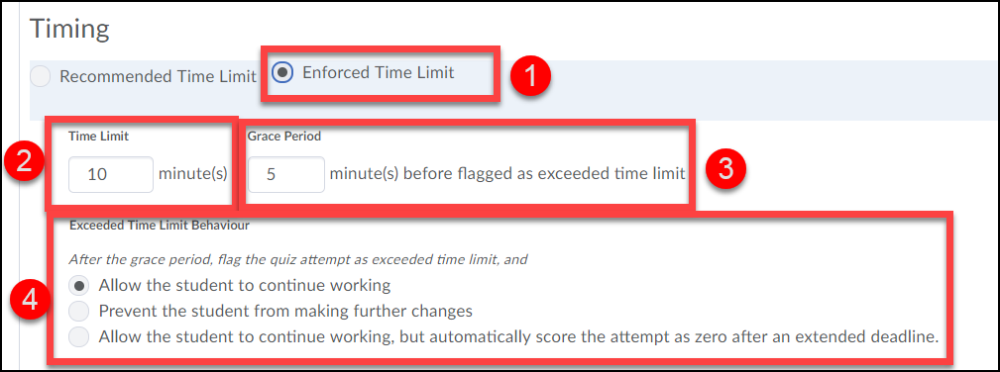 Timing
Recommended Time Limit Enforced Time Limit 1
Time Limit Grace Period
2 10 minute(s) 5 minute(s) before flagged as exceeded time limit 3
Exceeded Time Limit Behaviour
After the grace period, flag the quiz attempt as exceeded time limit, and
4 Allow the student to continue working
Prevent the student from making further changes
Allow the student to continue working, but automatically score the attempt as zero after an extended deadline.